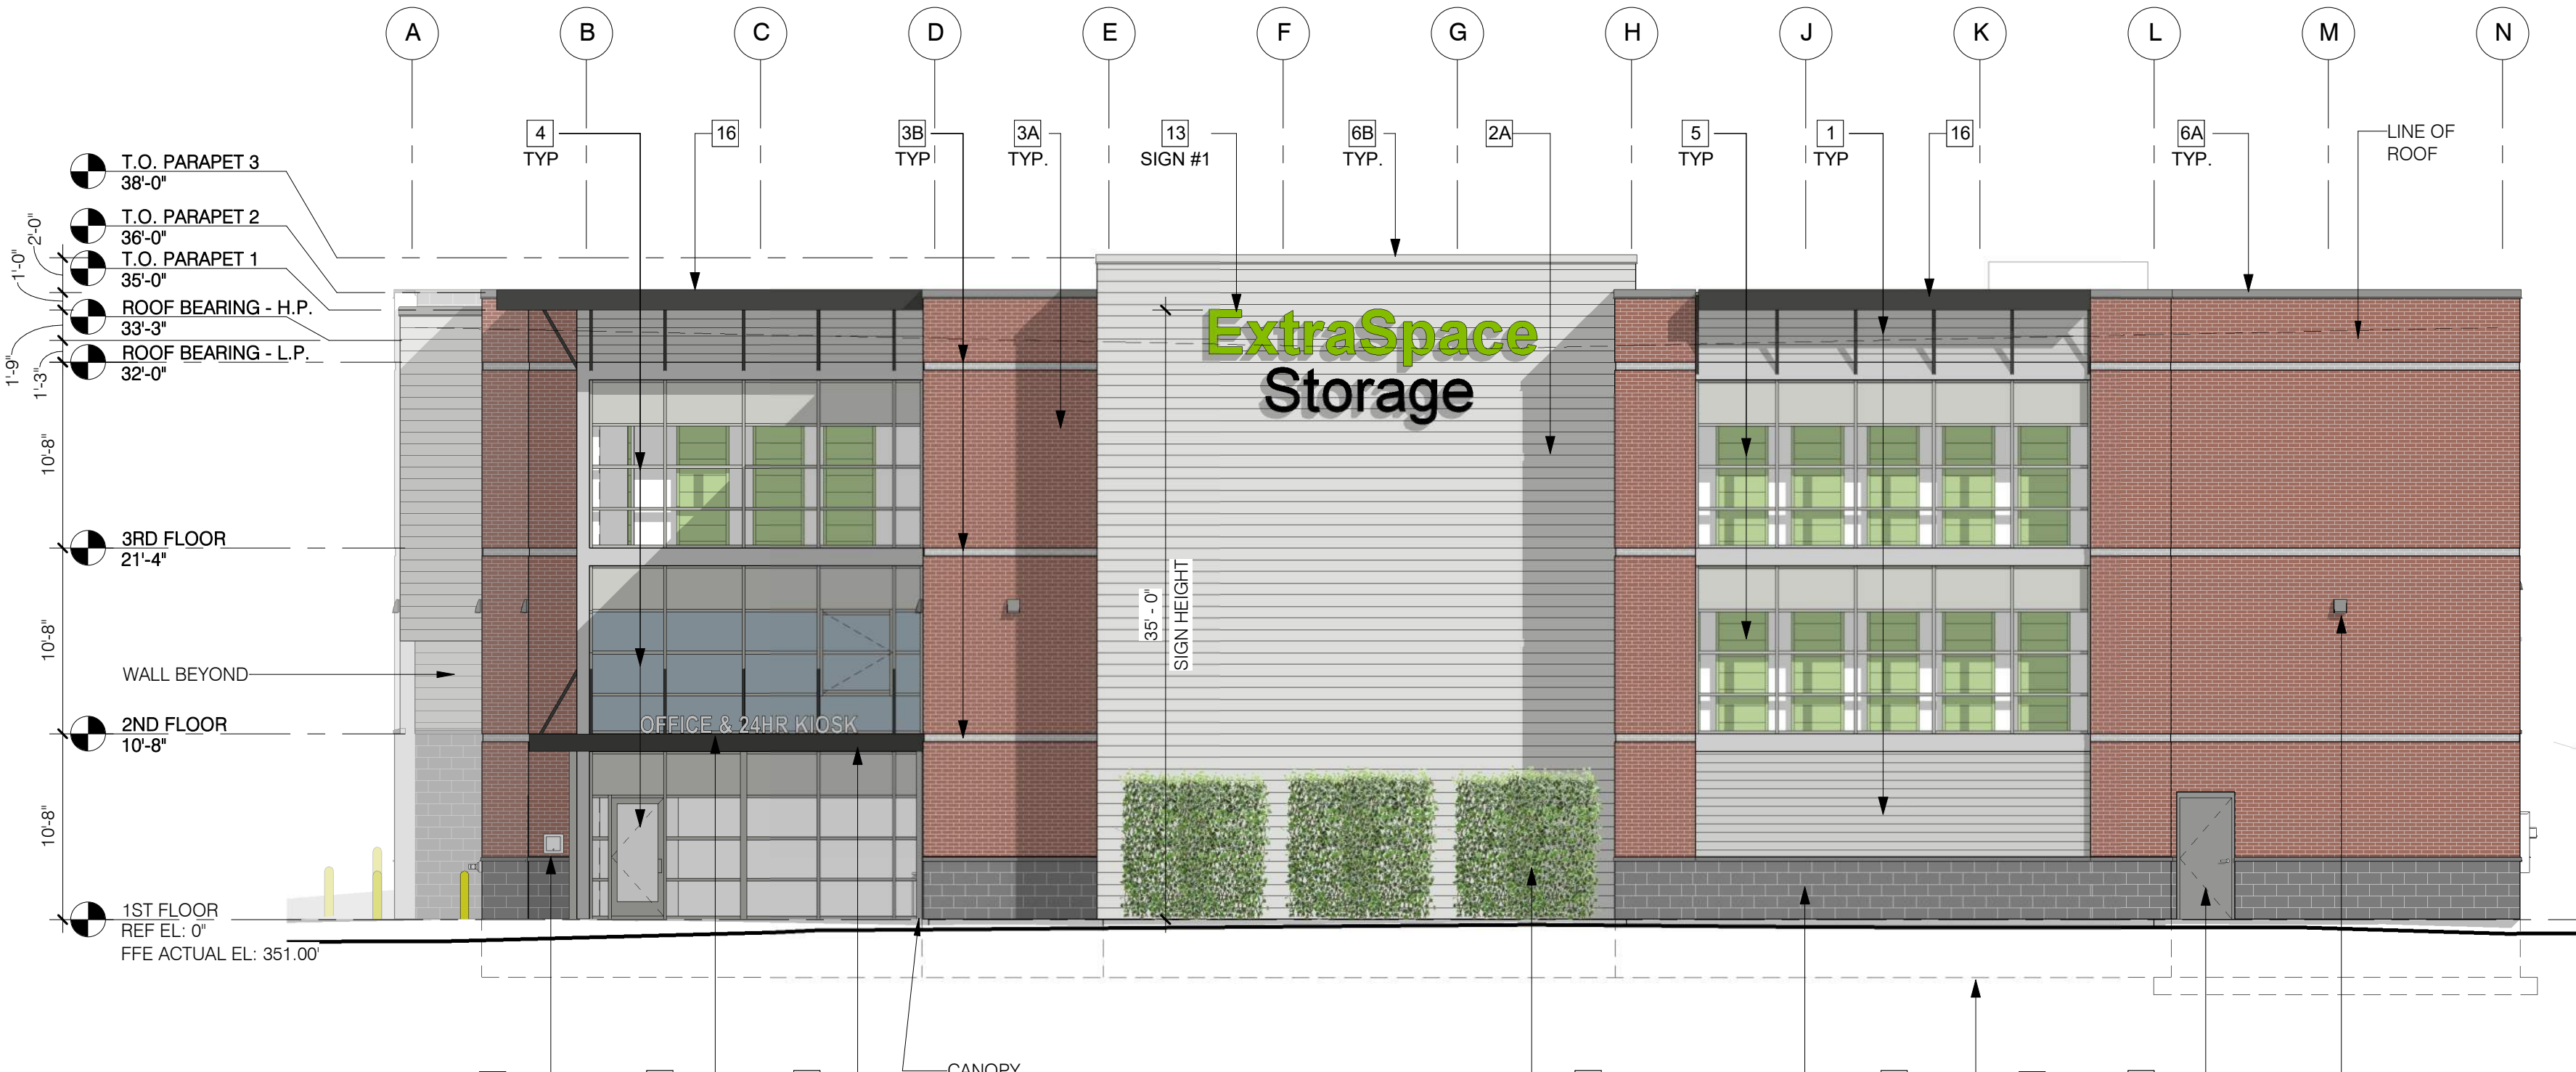 A
B
C
D
E
F
G
H
J
K
L
M
N
4
TYP
16
3B
TYP
3A
TYP.
13
SIGN #1
6B
TYP.
2A
5
TYP
1
TYP
16
6A
TYP.
LINE OF
ROOF
T.O. PARAPET 3
38'-0"
T.O. PARAPET 2
36'-0"
T.O. PARAPET 1
35'-0"
ROOF BEARING - H.P.
33'-3"
ROOF BEARING - L.P.
32'-0"
2'-0"
1'-0"
1'-9"
1'-3"
10'-8"
3RD FLOOR
21'-4"
10'-8"
WALL BEYOND
2ND FLOOR
10'-8"
10'-8"
1ST FLOOR
REF EL: 0"
FFE ACTUAL EL: 351.00'
ExtraSpace
Storage
35' - 0"
SIGN HEIGHT
OFFICE & 24HR KIOSK
CANOPY